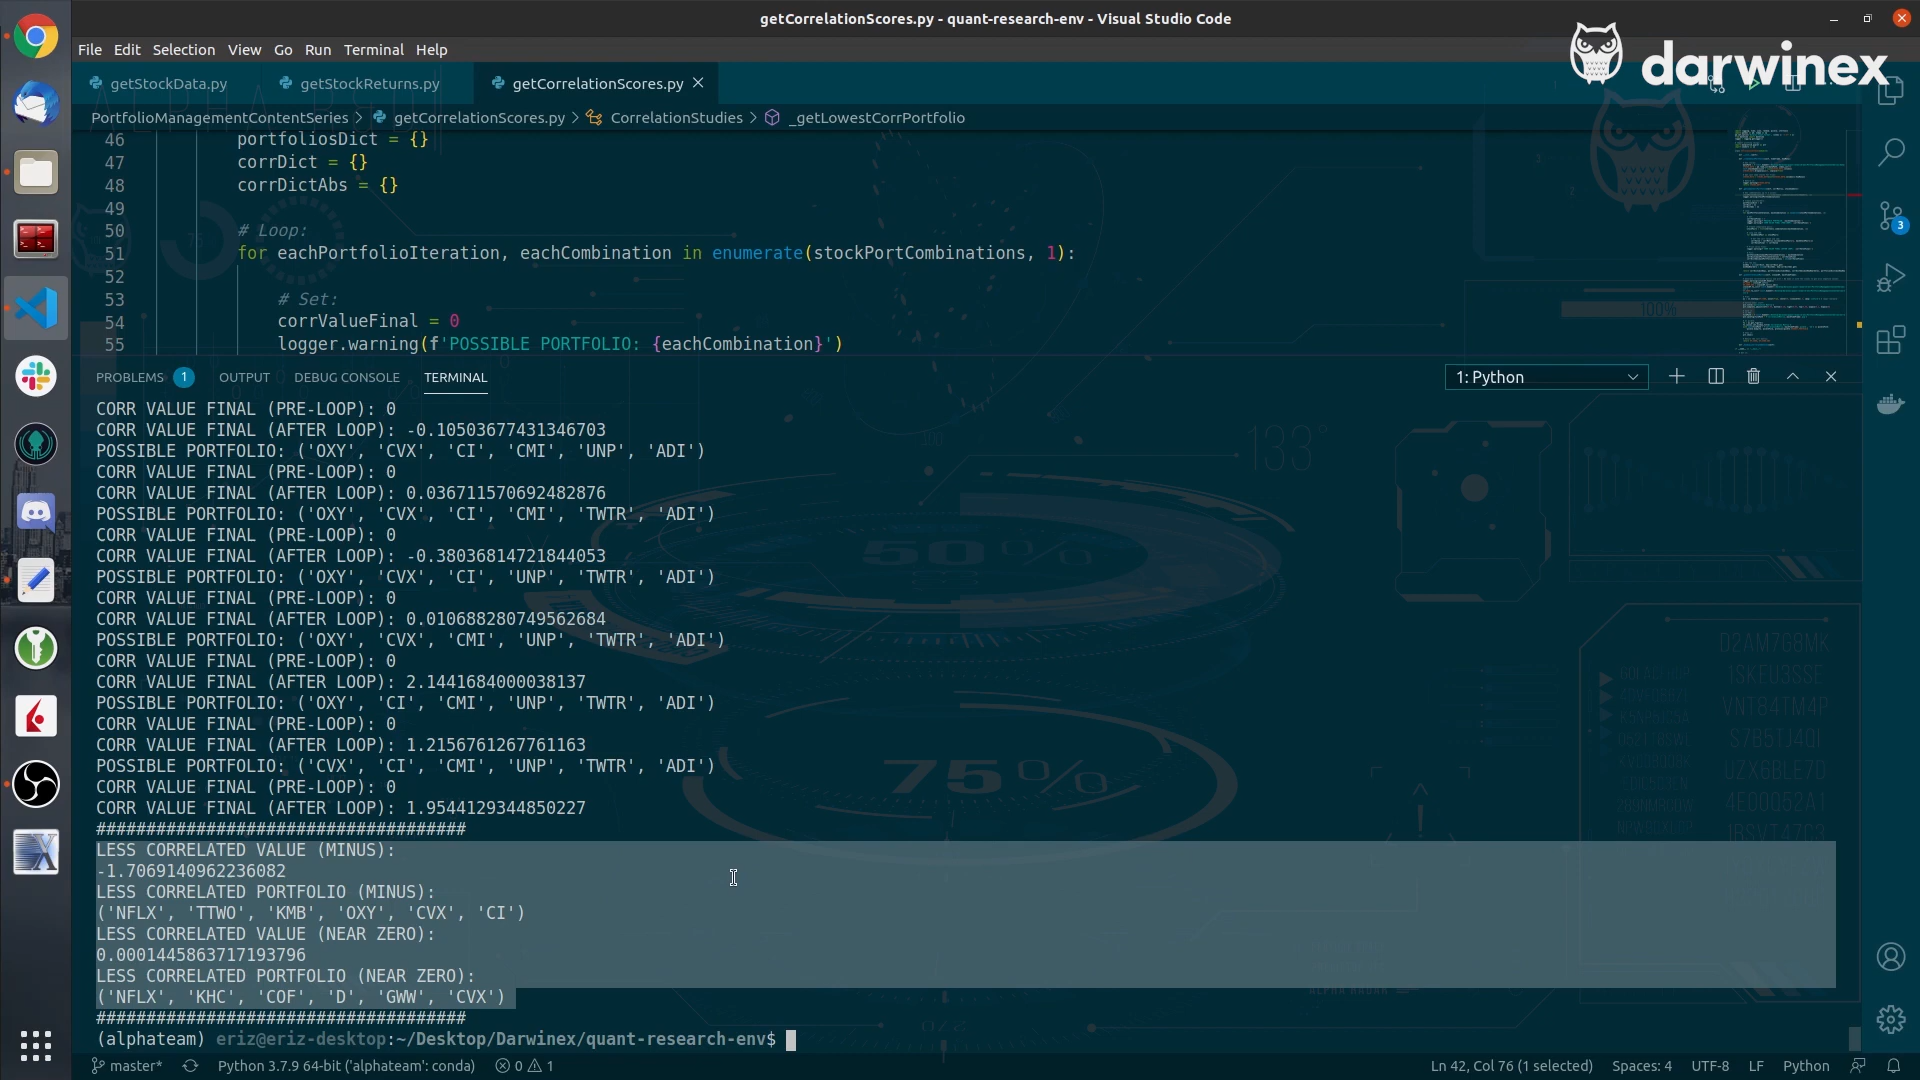 getCorrelationScores.py - quant-research-env - Visual Studio Code
darwinex
File Edit Selection View Go Run Terminal Help
getStockData.py getStockReturns.py getCorrelationScores.py
PortfolioManagementContentSeries > getCorrelationScores.py > CorrelationStudies > _getLowestCorrPortfolio
46 portfoliosDict = {}
47 corrDict = {}
48 corrDictAbs = {}
49
50 # Loop:
51 for eachPortfolioIteration, eachCombination in enumerate(stockPortCombinations, 1):
52
53 # Set:
54 corrValueFinal = 0
55 logger.warning(f'POSSIBLE PORTFOLIO: {eachCombination}')
PROBLEMS 1 OUTPUT DEBUG CONSOLE TERMINAL 1: Python
CORR VALUE FINAL (PRE-LOOP): 0
CORR VALUE FINAL (AFTER LOOP): -0.10503677431346703
POSSIBLE PORTFOLIO: ('OXY', 'CVX', 'CI', 'CMI', 'UNP', 'ADI')
CORR VALUE FINAL (PRE-LOOP): 0
CORR VALUE FINAL (AFTER LOOP): 0.036711570692482876
POSSIBLE PORTFOLIO: ('OXY', 'CVX', 'CI', 'CMI', 'TWTR', 'ADI')
CORR VALUE FINAL (PRE-LOOP): 0
CORR VALUE FINAL (AFTER LOOP): -0.38036814721844053
POSSIBLE PORTFOLIO: ('OXY', 'CVX', 'CI', 'UNP', 'TWTR', 'ADI')
CORR VALUE FINAL (PRE-LOOP): 0
CORR VALUE FINAL (AFTER LOOP): 0.010688280749562684
POSSIBLE PORTFOLIO: ('OXY', 'CVX', 'CMI', 'UNP', 'TWTR', 'ADI')
CORR VALUE FINAL (PRE-LOOP): 0
CORR VALUE FINAL (AFTER LOOP): 2.1441684000038137
POSSIBLE PORTFOLIO: ('OXY', 'CI', 'CMI', 'UNP', 'TWTR', 'ADI')
CORR VALUE FINAL (PRE-LOOP): 0
CORR VALUE FINAL (AFTER LOOP): 1.2156761267761163
POSSIBLE PORTFOLIO: ('CVX', 'CI', 'CMI', 'UNP', 'TWTR', 'ADI')
CORR VALUE FINAL (PRE-LOOP): 0
CORR VALUE FINAL (AFTER LOOP): 1.9544129344850227
#####################################
LESS CORRELATED VALUE (MINUS):
-1.7069140962236082
LESS CORRELATED PORTFOLIO (MINUS):
('NFLX', 'TTWO', 'KMB', 'OXY', 'CVX', 'CI')
LESS CORRELATED VALUE (NEAR ZERO):
0.0001445863717193796
LESS CORRELATED PORTFOLIO (NEAR ZERO):
('NFLX', 'KHC', 'COF', 'D', 'GWW', 'CVX')
#####################################
(alphateam) eriz@eriz-desktop:~/Desktop/Darwinex/quant-research-env$
master* Python 3.7.9 64-bit ('alphateam': conda) 0 1 Ln 42, Col 76 (1 selected) Spaces: 4 UTF-8 LF Python
3
133°
50%
75%
100%